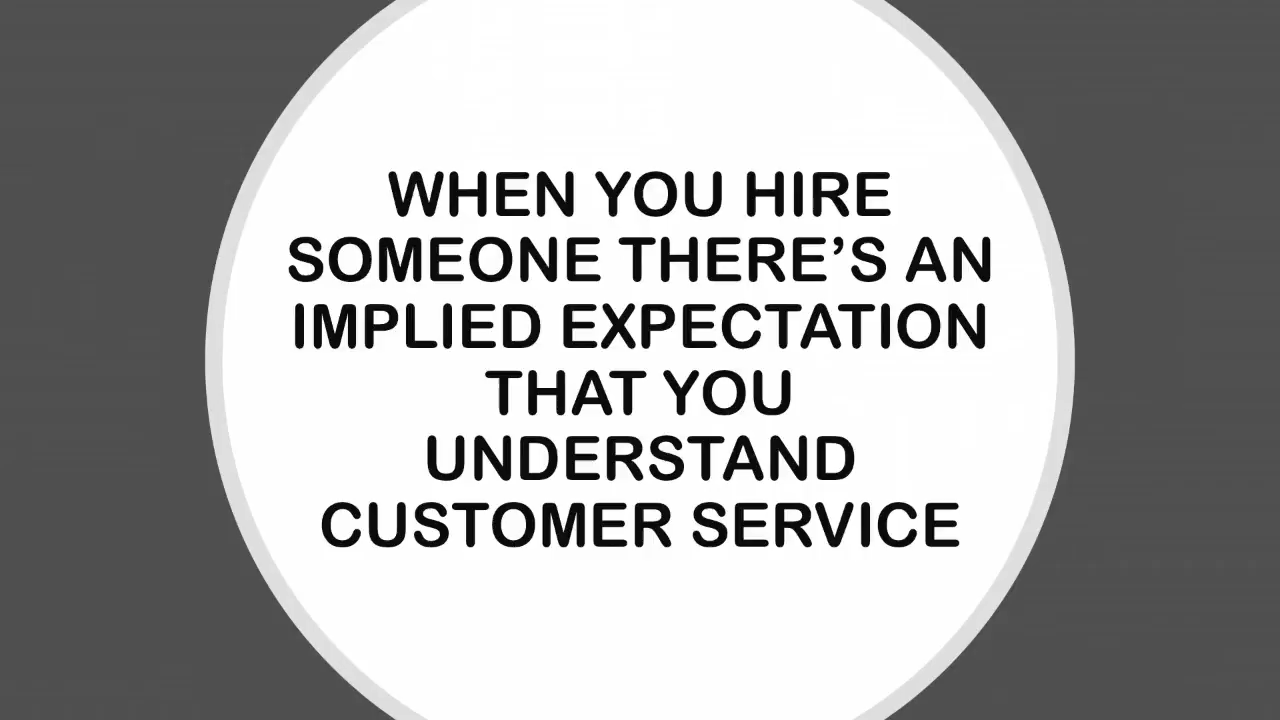 WHEN YOU HIRE
SOMEONE THERE’S AN
IMPLIED EXPECTATION
THAT YOU
UNDERSTAND
CUSTOMER SERVICE